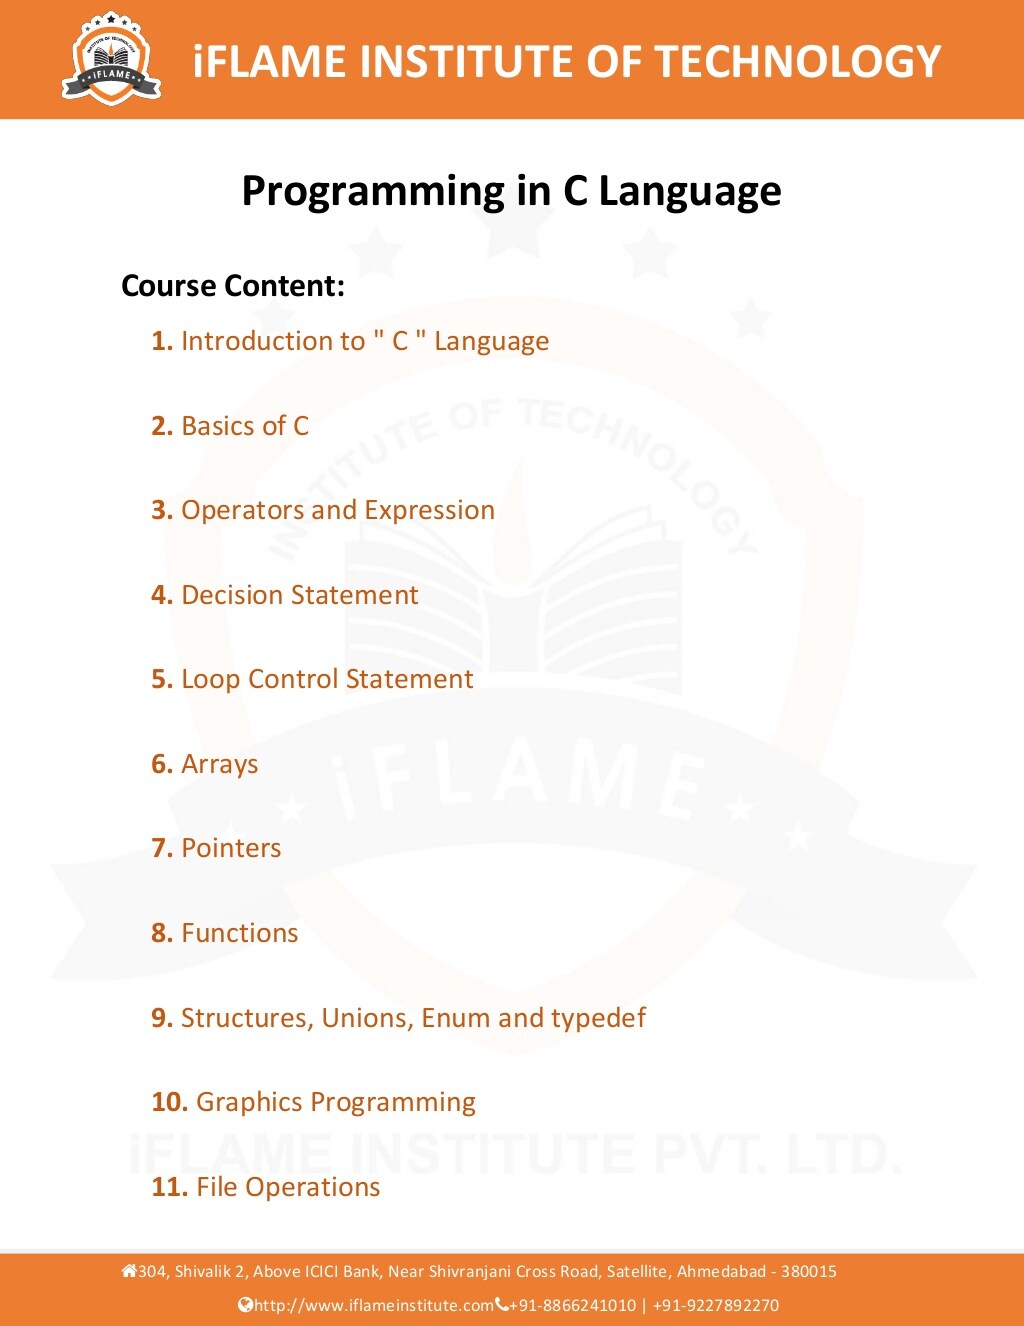 INSTITUTE OF TECHNOLOGY
iFLAME
iFLAME INSTITUTE OF TECHNOLOGY
Programming in C Language
Course Content:
1. Introduction to " C " Language
2. Basics of C
3. Operators and Expression
4. Decision Statement
5. Loop Control Statement
6. Arrays
7. Pointers
8. Functions
9. Structures, Unions, Enum and typedef
10. Graphics Programming
11. File Operations
INSTITUTE OF TECHNOLOGY
iFLAME
iFLAME INSTITUTE PVT. LTD.
304, Shivalik 2, Above ICICI Bank, Near Shivranjani Cross Road, Satellite, Ahmedabad - 380015
http://www.iflameinstitute.com +91-8866241010 | +91-9227892270